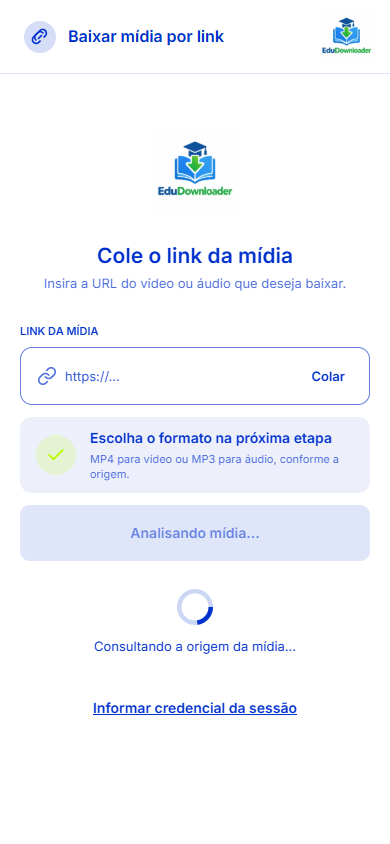 Baixar mídia por link
EduDownloader
EduDownloader
Cole o link da mídia
Insira a URL do vídeo ou áudio que deseja baixar.
LINK DA MÍDIA
https://...
Colar
Escolha o formato na próxima etapa
MP4 para vídeo ou MP3 para áudio, conforme a
origem.
Analisando mídia...
Consultando a origem da mídia...
Informar credencial da sessão